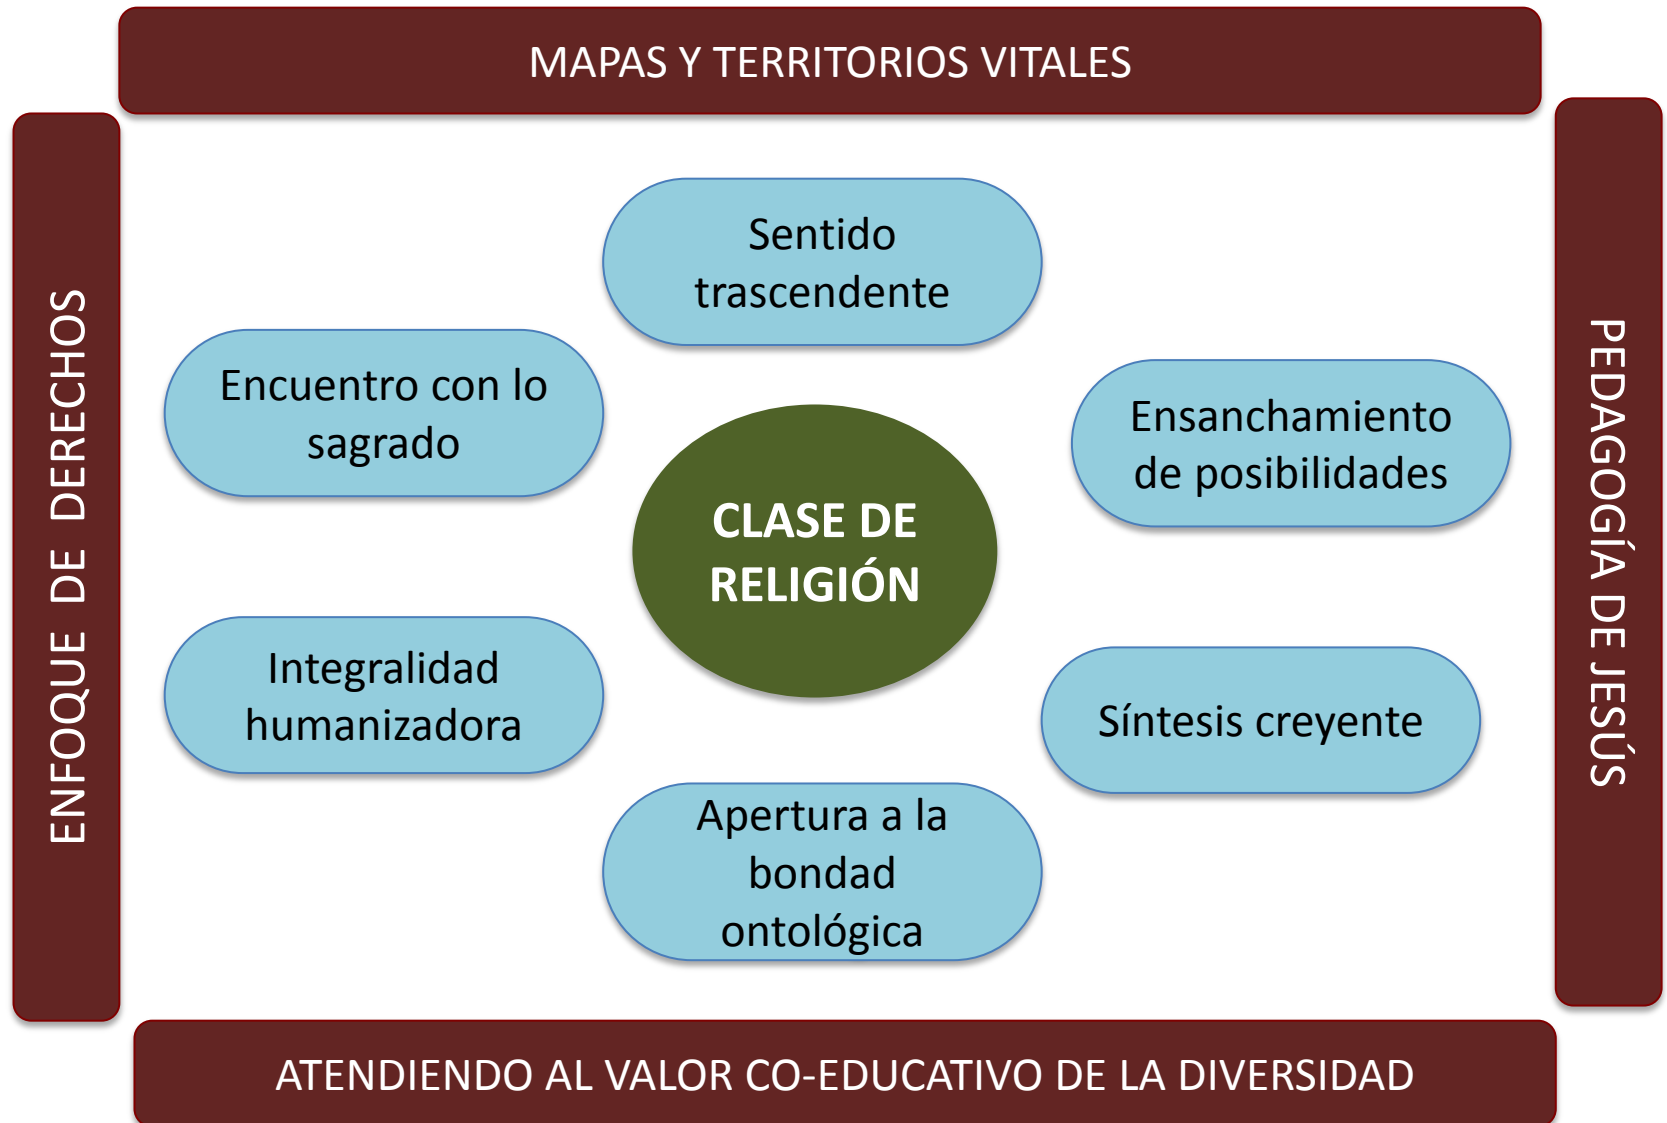 MAPAS Y TERRITORIOS VITALES
ENFOQUE DE DERECHOS
Sentido
trascendente
Encuentro con lo
sagrado
Ensanchamiento
de posibilidades
CLASE DE
RELIGIÓN
Integralidad
humanizadora
Síntesis creyente
Apertura a la
bondad
ontológica
PEDAGOGÍA DE JESÚS
ATENDIENDO AL VALOR CO-EDUCATIVO DE LA DIVERSIDAD